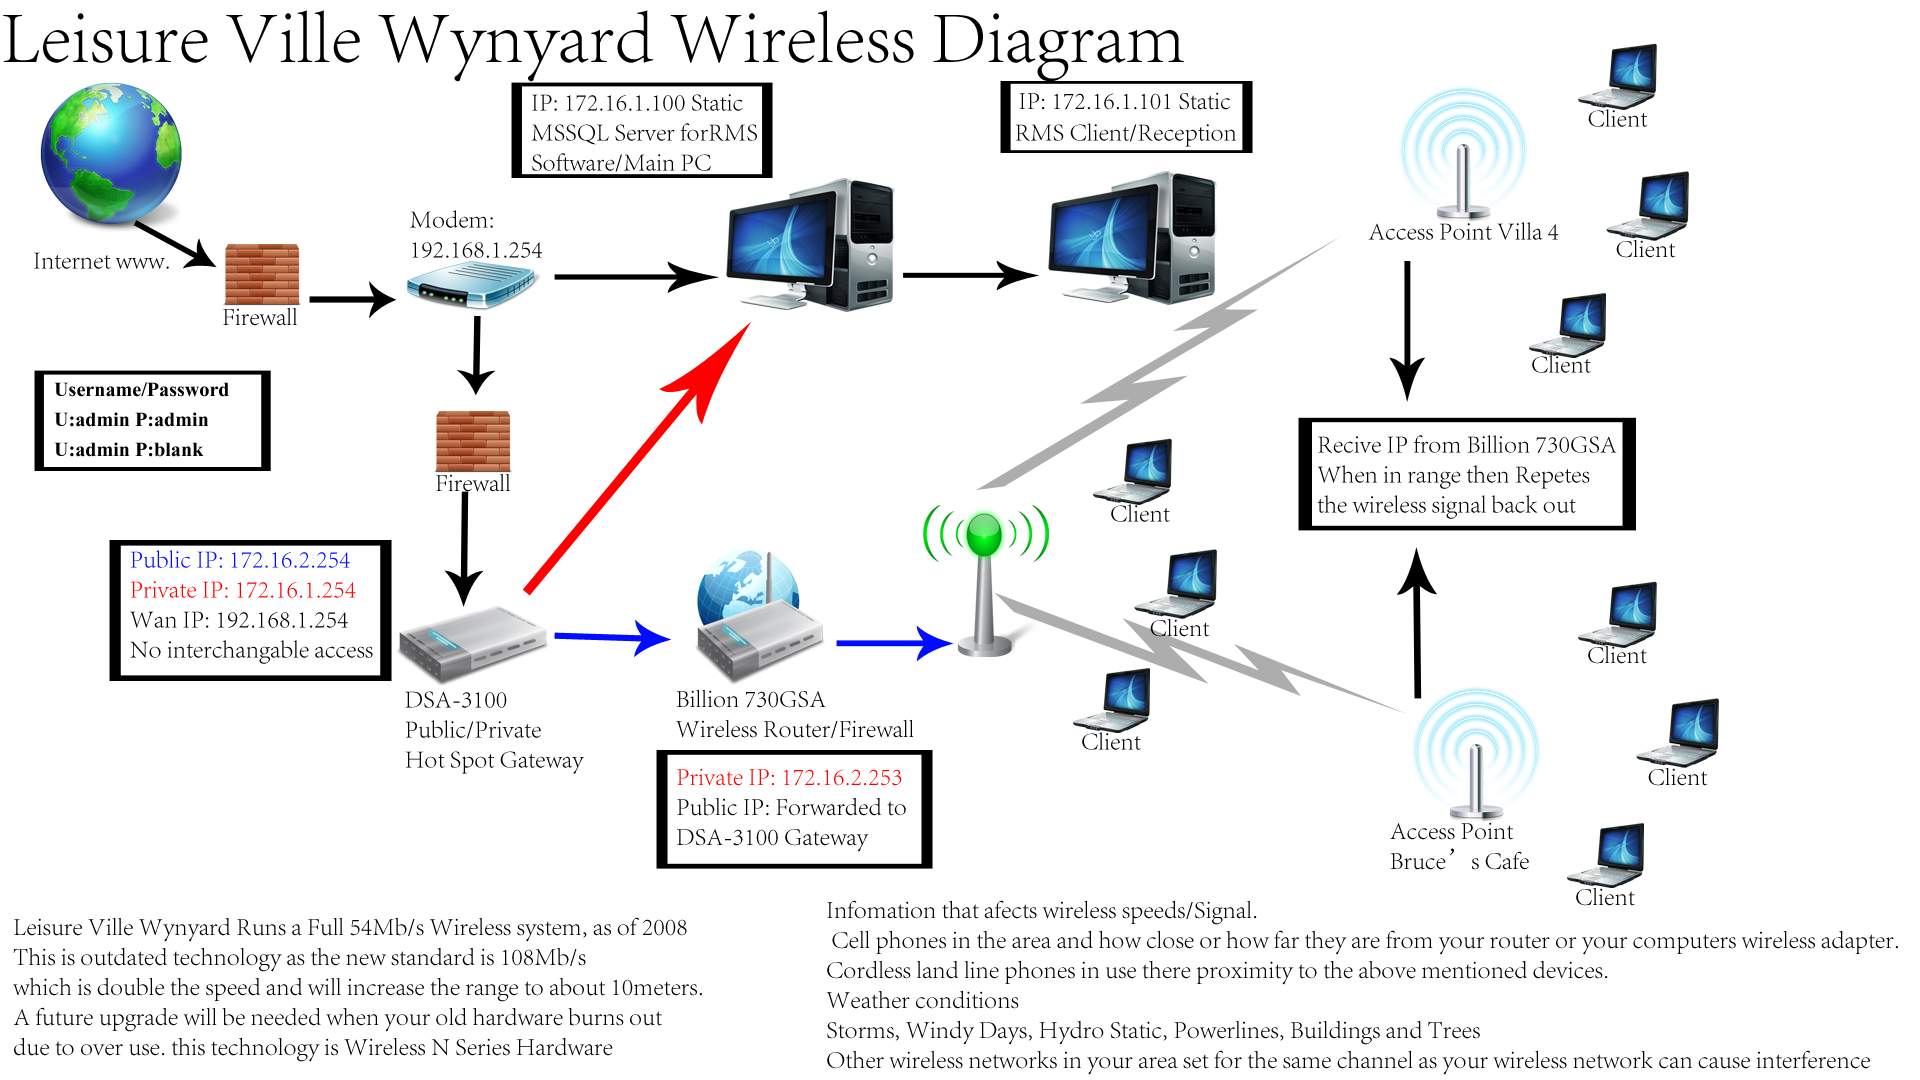 Leisure Ville Wynyard Wireless Diagram
IP: 172.16.1.100 Static
MSSQL Server forRMS
Software/Main PC
IP: 172.16.1.101 Static
RMS Client/Reception
Client
Client
Client
Access Point Villa 4
Internet www.
Firewall
Modem:
192.168.1.254
Username/Password
U:admin P:admin
U:admin P:blank
Firewall
Recive IP from Billion 730GSA
When in range then Repetes
the wireless signal back out
Public IP: 172.16.2.254
Private IP: 172.16.1.254
Wan IP: 192.168.1.254
No interchangable access
DSA-3100
Public/Private
Hot Spot Gateway
Billion 730GSA
Wireless Router/Firewall
Private IP: 172.16.2.253
Public IP: Forwarded to
DSA-3100 Gateway
Client
Client
Client
Client
Client
Client
Access Point
Bruce’s Cafe
Leisure Ville Wynyard Runs a Full 54Mb/s Wireless system, as of 2008
This is outdated technology as the new standard is 108Mb/s
which is double the speed and will increase the range to about 10meters.
A future upgrade will be needed when your old hardware burns out
due to over use. this technology is Wireless N Series Hardware
Infomation that afects wireless speeds/Signal.
Cell phones in the area and how close or how far they are from your router or your computers wireless adapter.
Cordless land line phones in use there proximity to the above mentioned devices.
Weather conditions
Storms, Windy Days, Hydro Static, Powerlines, Buildings and Trees
Other wireless networks in your area set for the same channel as your wireless network can cause interference